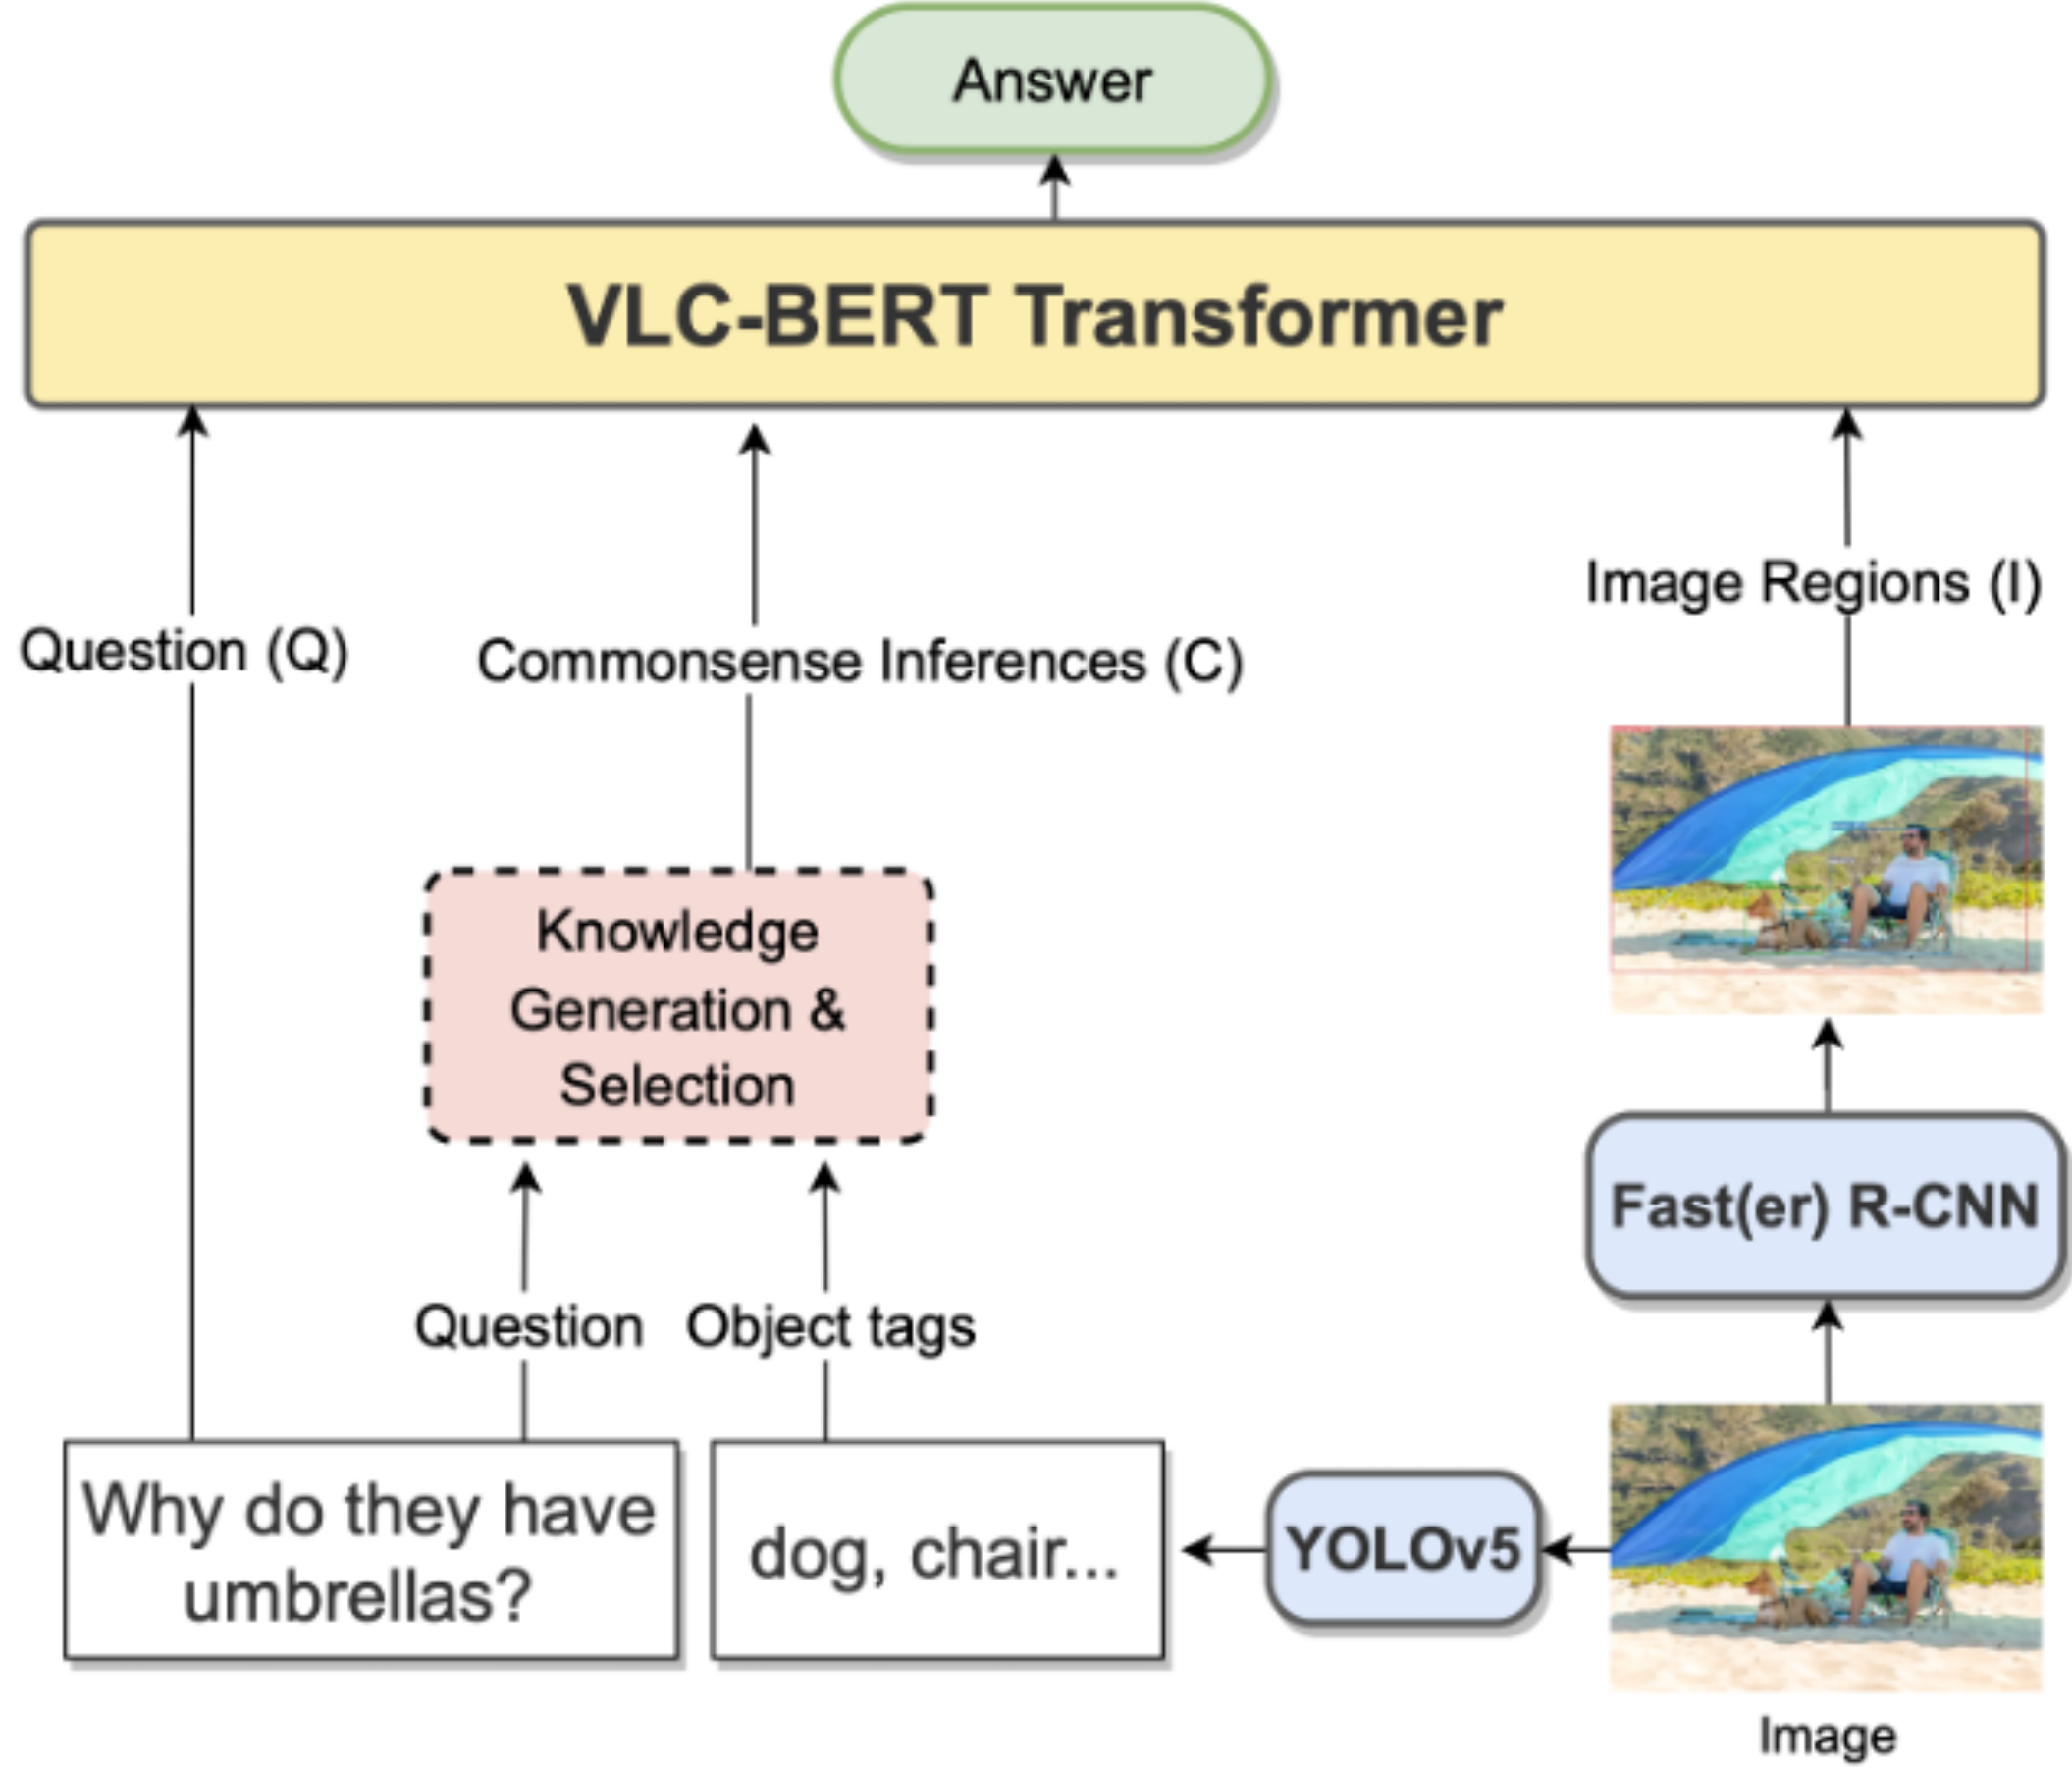 Answer
VLC-BERT Transformer
Image Regions (I)
Question (Q)
Commonsense Inferences (C)
Knowledge
Generation &
Selection
Fast(er) R-CNN
Question
Object tags
Why do they have
umbrellas?
dog, chair...
YOLOv5
Image